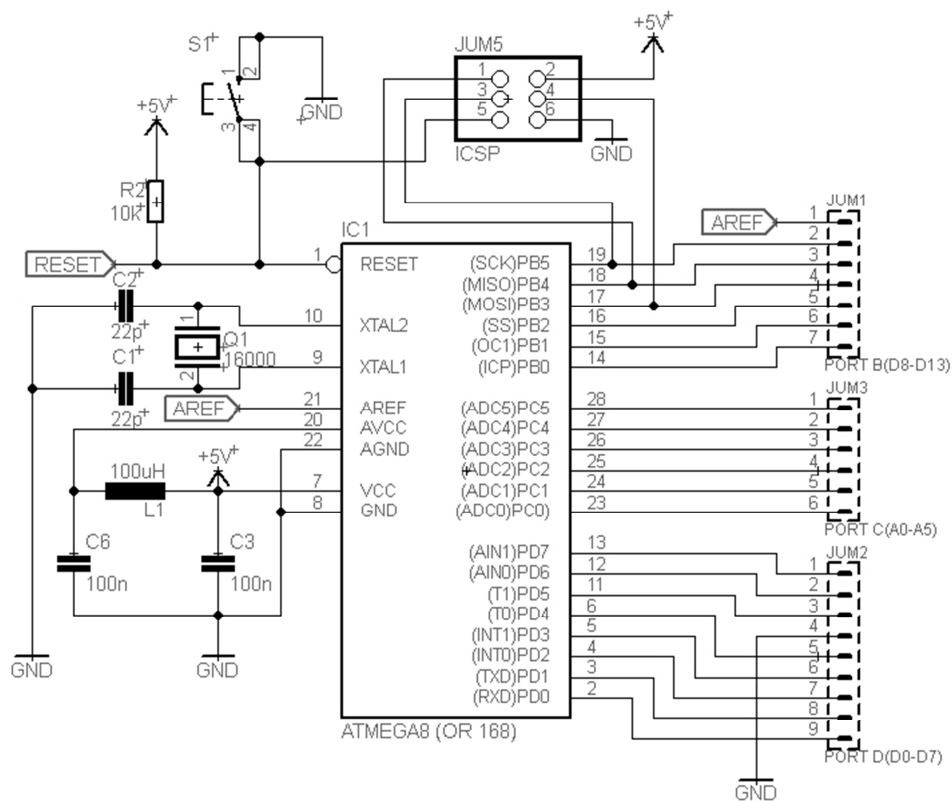 S1
1
2
3
4
GND
+5V
R2
10k
RESET
JUM5
1
2
3
4
5
6
ICSP
+5V
GND
IC1
ATMEGA8 (OR 168)
1 RESET
10 XTAL2
9 XTAL1
21 AREF
20 AVCC
22 AGND
7 VCC
8 GND
(SCK)PB5 19
(MISO)PB4 18
(MOSI)PB3 17
(SS)PB2 16
(OC1)PB1 15
(ICP)PB0 14
(ADC5)PC5 28
(ADC4)PC4 27
(ADC3)PC3 26
(ADC2)PC2 25
(ADC1)PC1 24
(ADC0)PC0) 23
(AIN1)PD7 13
(AIN0)PD6 12
(T1)PD5 11
(T0)PD4 6
(INT1)PD3 5
(INT0)PD2 4
(TXD)PD1 3
(RXD)PD0 2
C2
22p
C1
22p
1
Q1
16000
2
AREF
+5V
100uH
L1
C6
100n
C3
100n
GND
GND
AREF
JUM1
1
2
3
4
5
6
7
PORT B(D8-D13)
JUM3
1
2
3
4
5
6
PORT C(A0-A5)
JUM2
1
2
3
4
5
6
7
8
9
PORT D(D0-D7)
GND